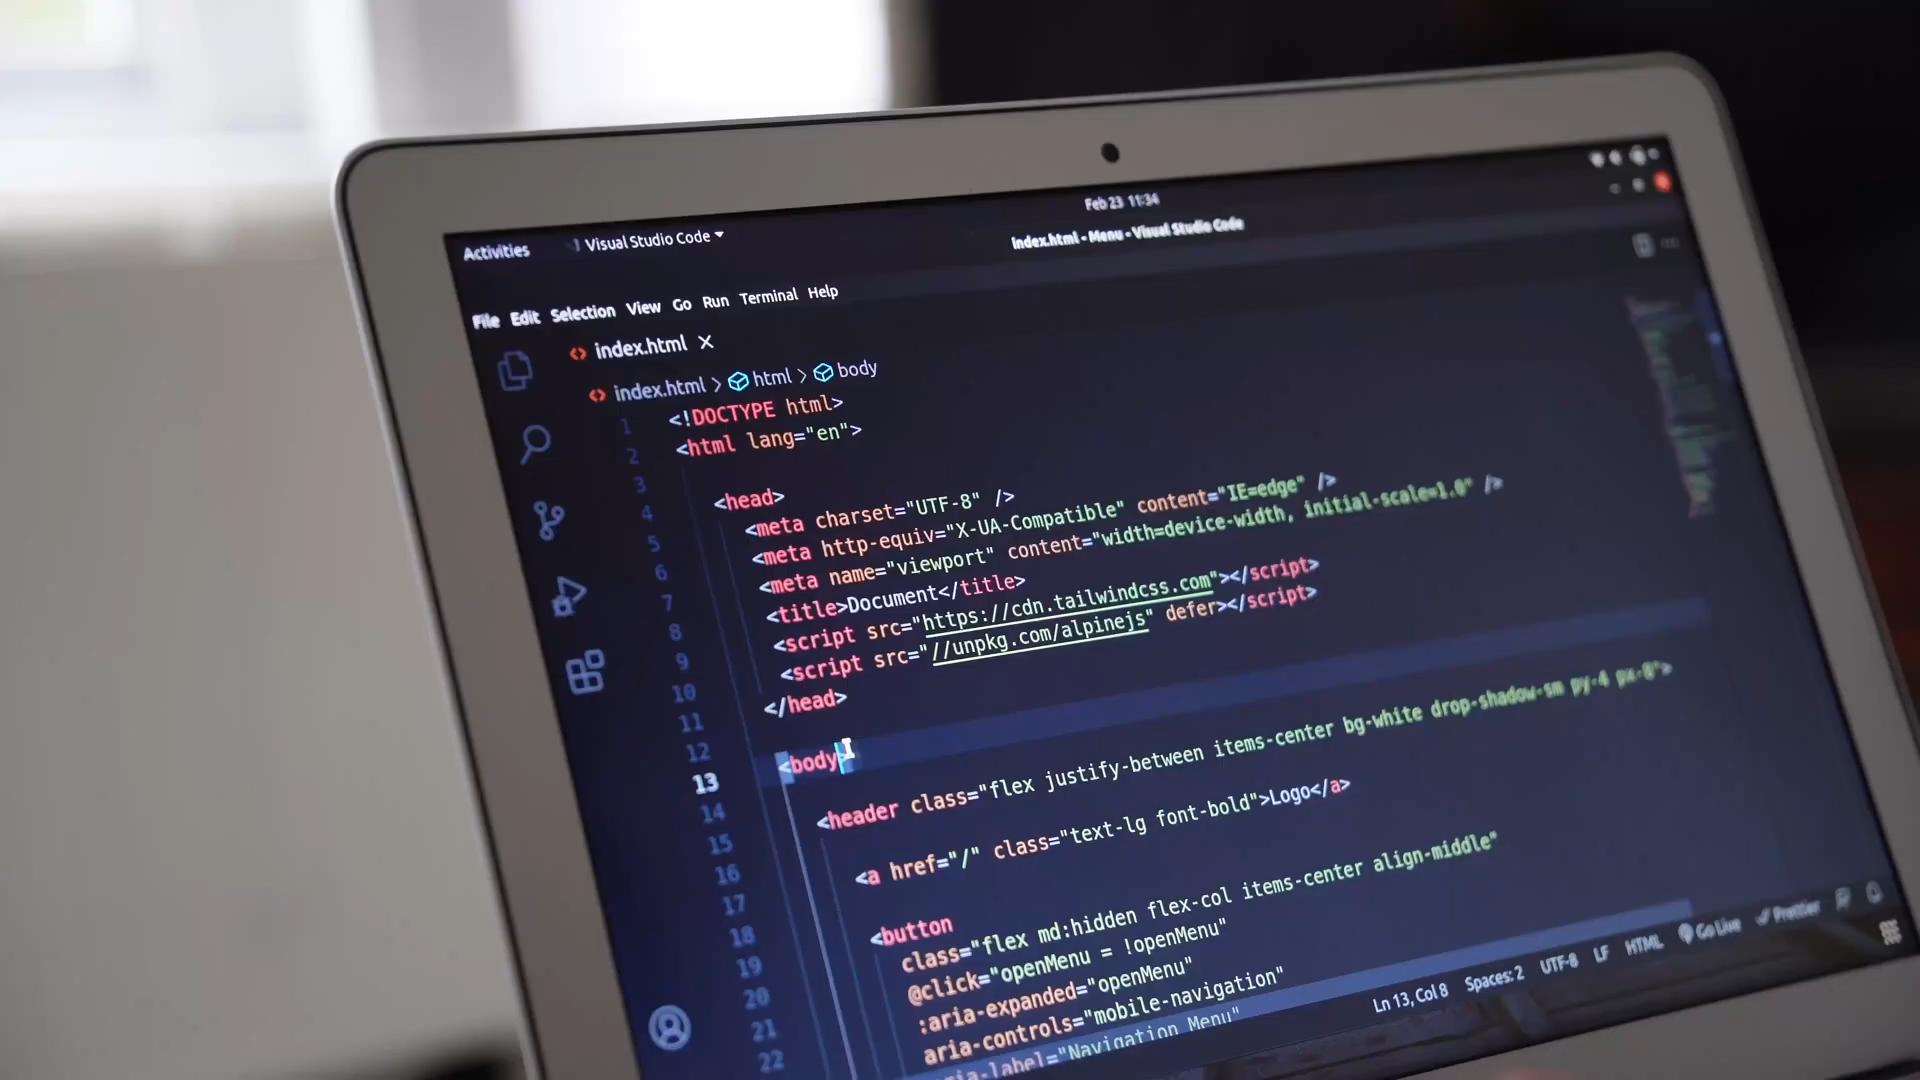 Feb 23 11:34
Activities
Visual Studio Code
index.html - Menu - Visual Studio Code
File Edit Selection View Go Run Terminal Help
index.html
index.html > html > body
1 <!DOCTYPE html>
2 <html lang="en">
3
4 <head>
5 <meta charset="UTF-8" />
6 <meta http-equiv="X-UA-Compatible" content="IE=edge" />
7 <meta name="viewport" content="width=device-width, initial-scale=1.0" />
8 <title>Document</title>
9 <script src="https://cdn.tailwindcss.com"></script>
10 <script src="//unpkg.com/alpinejs" defer></script>
11 </head>
12
13 <body>
14 <header class="flex justify-between items-center bg-white drop-shadow-sm py-4 px-8">
15
16 <a href="/" class="text-lg font-bold">Logo</a>
17
18 <button
19 class="flex md:hidden flex-col items-center align-middle"
20 @click="openMenu = !openMenu"
21 :aria-expanded="openMenu"
22 aria-controls="mobile-navigation"
aria-label="Navigation Menu"
Ln 13, Col 8 Spaces: 2 UTF-8 LF HTML Go Live Prettier